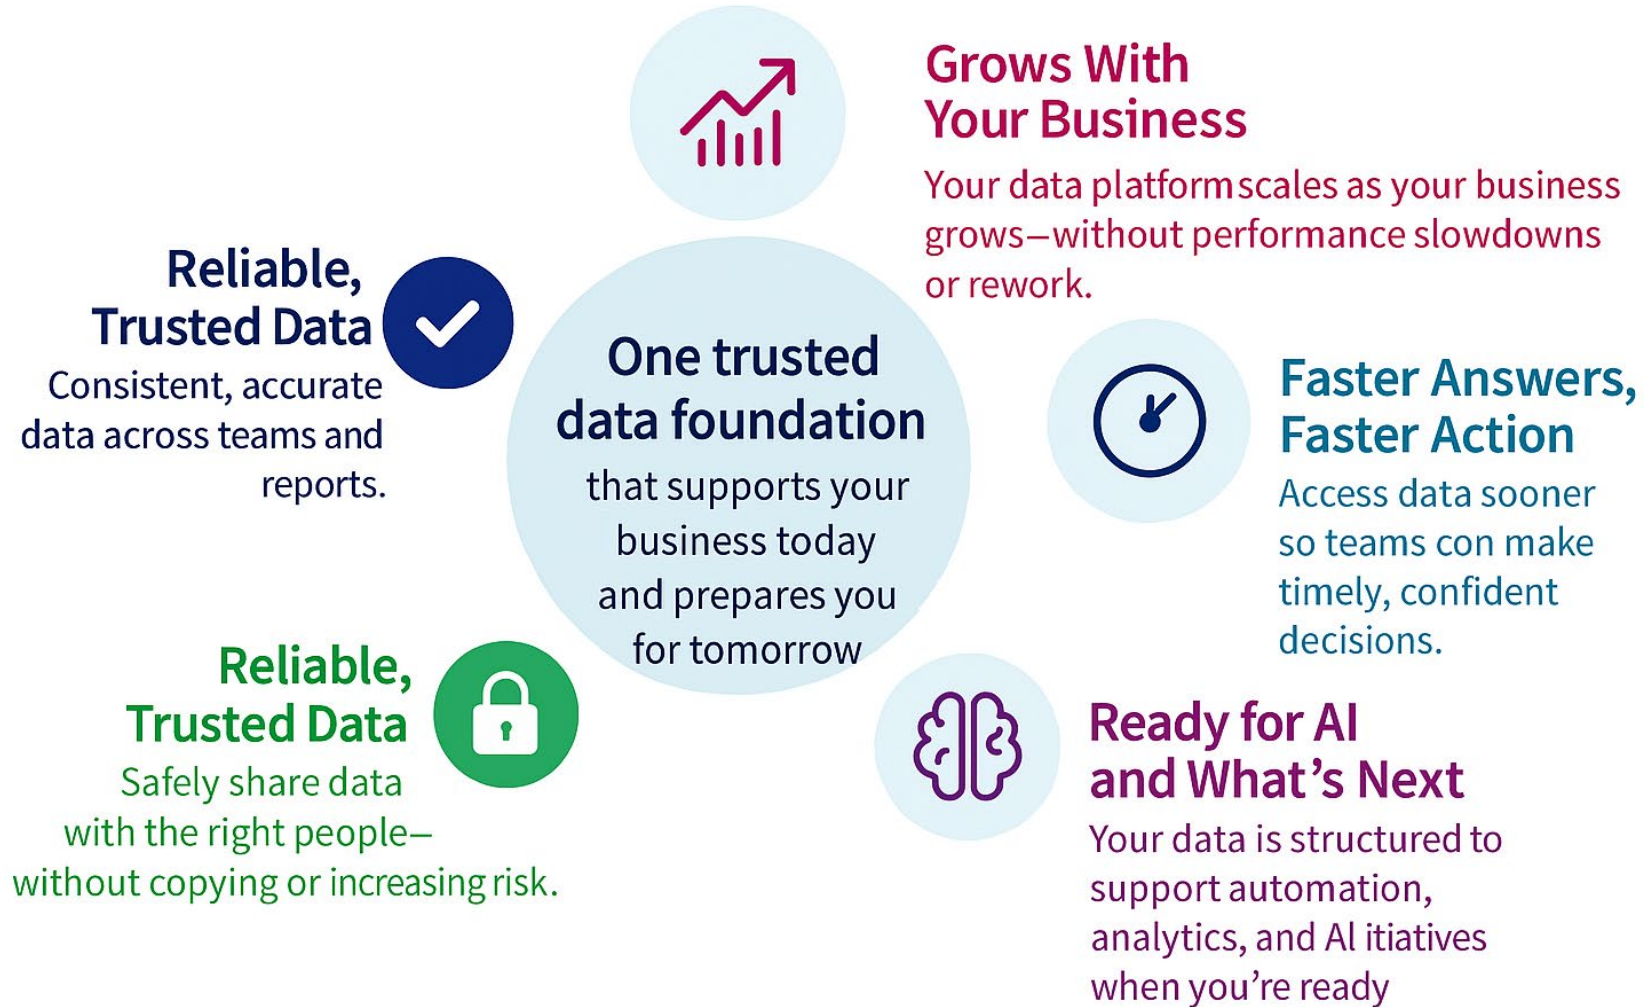 Grows With
Your Business
Your data platform scales as your business
grows—without performance slowdowns
or rework.
Reliable,
Trusted Data
Consistent, accurate
data across teams and
reports.
One trusted
data foundation
that supports your
business today
and prepares you
for tomorrow
Faster Answers,
Faster Action
Access data sooner
so teams con make
timely, confident
decisions.
Reliable,
Trusted Data
Safely share data
with the right people—
without copying or increasing risk.
Ready for AI
and What’s Next
Your data is structured to
support automation,
analytics, and AI itiatives
when you’re ready